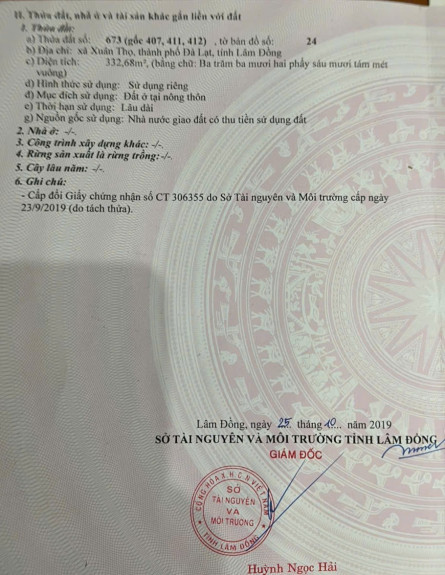 II. Thửa đất, nhà ở và tài sản khác gắn liền với đất
1. Thửa đất:
a) Thửa đất số: 673 (gốc 407, 411, 412) , tờ bản đồ số: 24
b) Địa chỉ: xã Xuân Thọ, thành phố Đà Lạt, tỉnh Lâm Đồng
c) Diện tích: 332,68m², (bằng chữ: Ba trăm ba mươi hai phẩy sáu mươi tám mét
vuông)
d) Hình thức sử dụng: Sử dụng riêng
đ) Mục đích sử dụng: Đất ở tại nông thôn
e) Thời hạn sử dụng: Lâu dài
g) Nguồn gốc sử dụng: Nhà nước giao đất có thu tiền sử dụng đất
2. Nhà ở: -/-.
3. Công trình xây dựng khác: -/-.
4. Rừng sản xuất là rừng trồng: -/-.
5. Cây lâu năm: -/-.
6. Ghi chú:
- Cấp đổi Giấy chứng nhận số CT 306355 do Sở Tài nguyên và Môi trường cấp ngày
23/9/2019 (do tách thửa).
Lâm Đồng, ngày 25 tháng 10... năm 2019
SỞ TÀI NGUYÊN VÀ MÔI TRƯỜNG TỈNH LÂM ĐỒNG
GIÁM ĐỐC
CỘNG HÒA X.H.C.N VIỆT NAM
SỞ
TÀI NGUYÊN
VÀ
MÔI TRƯỜNG
TỈNH LÂM ĐỒNG
Huỳnh Ngọc Hải